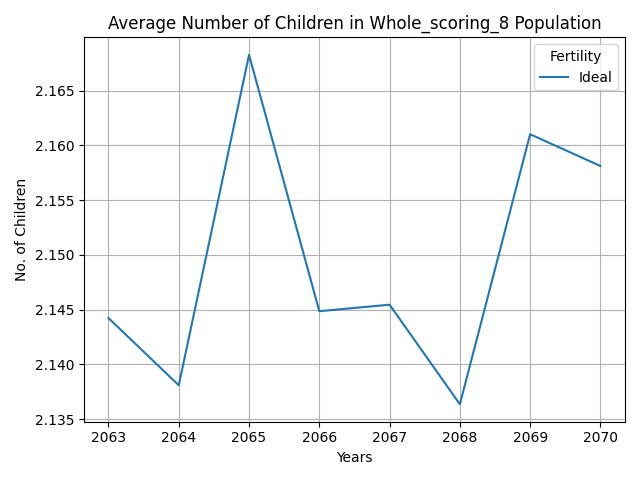 Average Number of Children in Whole_scoring_8 Population
Fertility
Ideal
No. of Children
2.165
2.160
2.155
2.150
2.145
2.140
2.135
2063 2064 2065 2066 2067 2068 2069 2070
Years